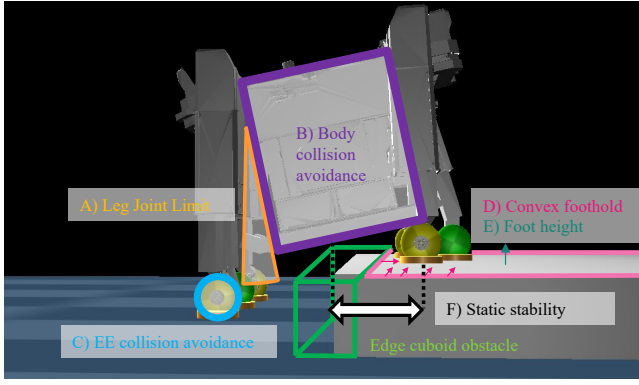 B) Body
collision
avoidance
A) Leg Joint Limit
D) Convex foothold
E) Foot height
F) Static stability
C) EE collision avoidance
Edge cuboid obstacle